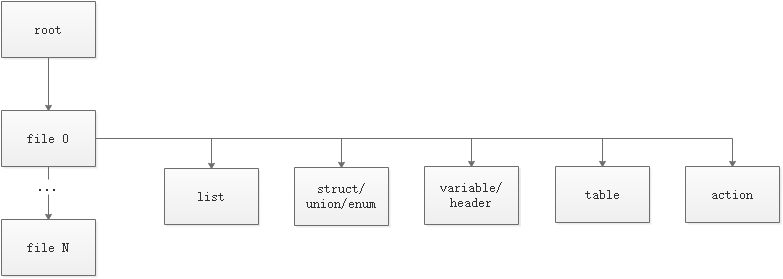 root
file 0
...
file N
list
struct/
union/enum
variable/
header
table
action